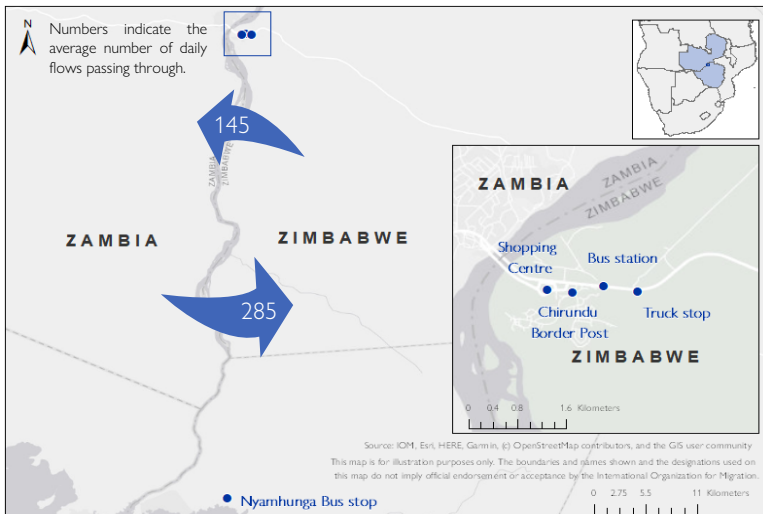 N
Numbers indicate the
average number of daily
flows passing through.
145
ZAMBIA
ZIMBABWE
ZAMBIA
ZIMBABWE
285
ZAMBIA
ZAMBIA
ZIMBABWE
Shopping
Centre
Bus station
Chirundu
Border Post
Truck stop
ZIMBABWE
0 0.4 0.8 1.6 Kilometers
Source: IOM, Esri, HERE, Garmin, (c) OpenStreetMap contributors, and the GIS user community
This map is for illustration purposes only. The boundaries and names shown and the designations used on
this map do not imply official endorsement or acceptance by the International Organization for Migration.
Nyamhunga Bus stop
0 2.75 5.5 11 Kilometers